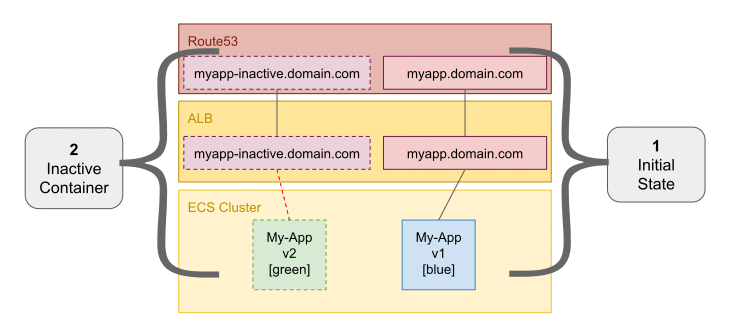 Route53
myapp-inactive.domain.com
myapp.domain.com
ALB
myapp-inactive.domain.com
myapp.domain.com
2
Inactive
Container
1
Initial
State
ECS Cluster
My-App
v2
[green]
My-App
v1
[blue]